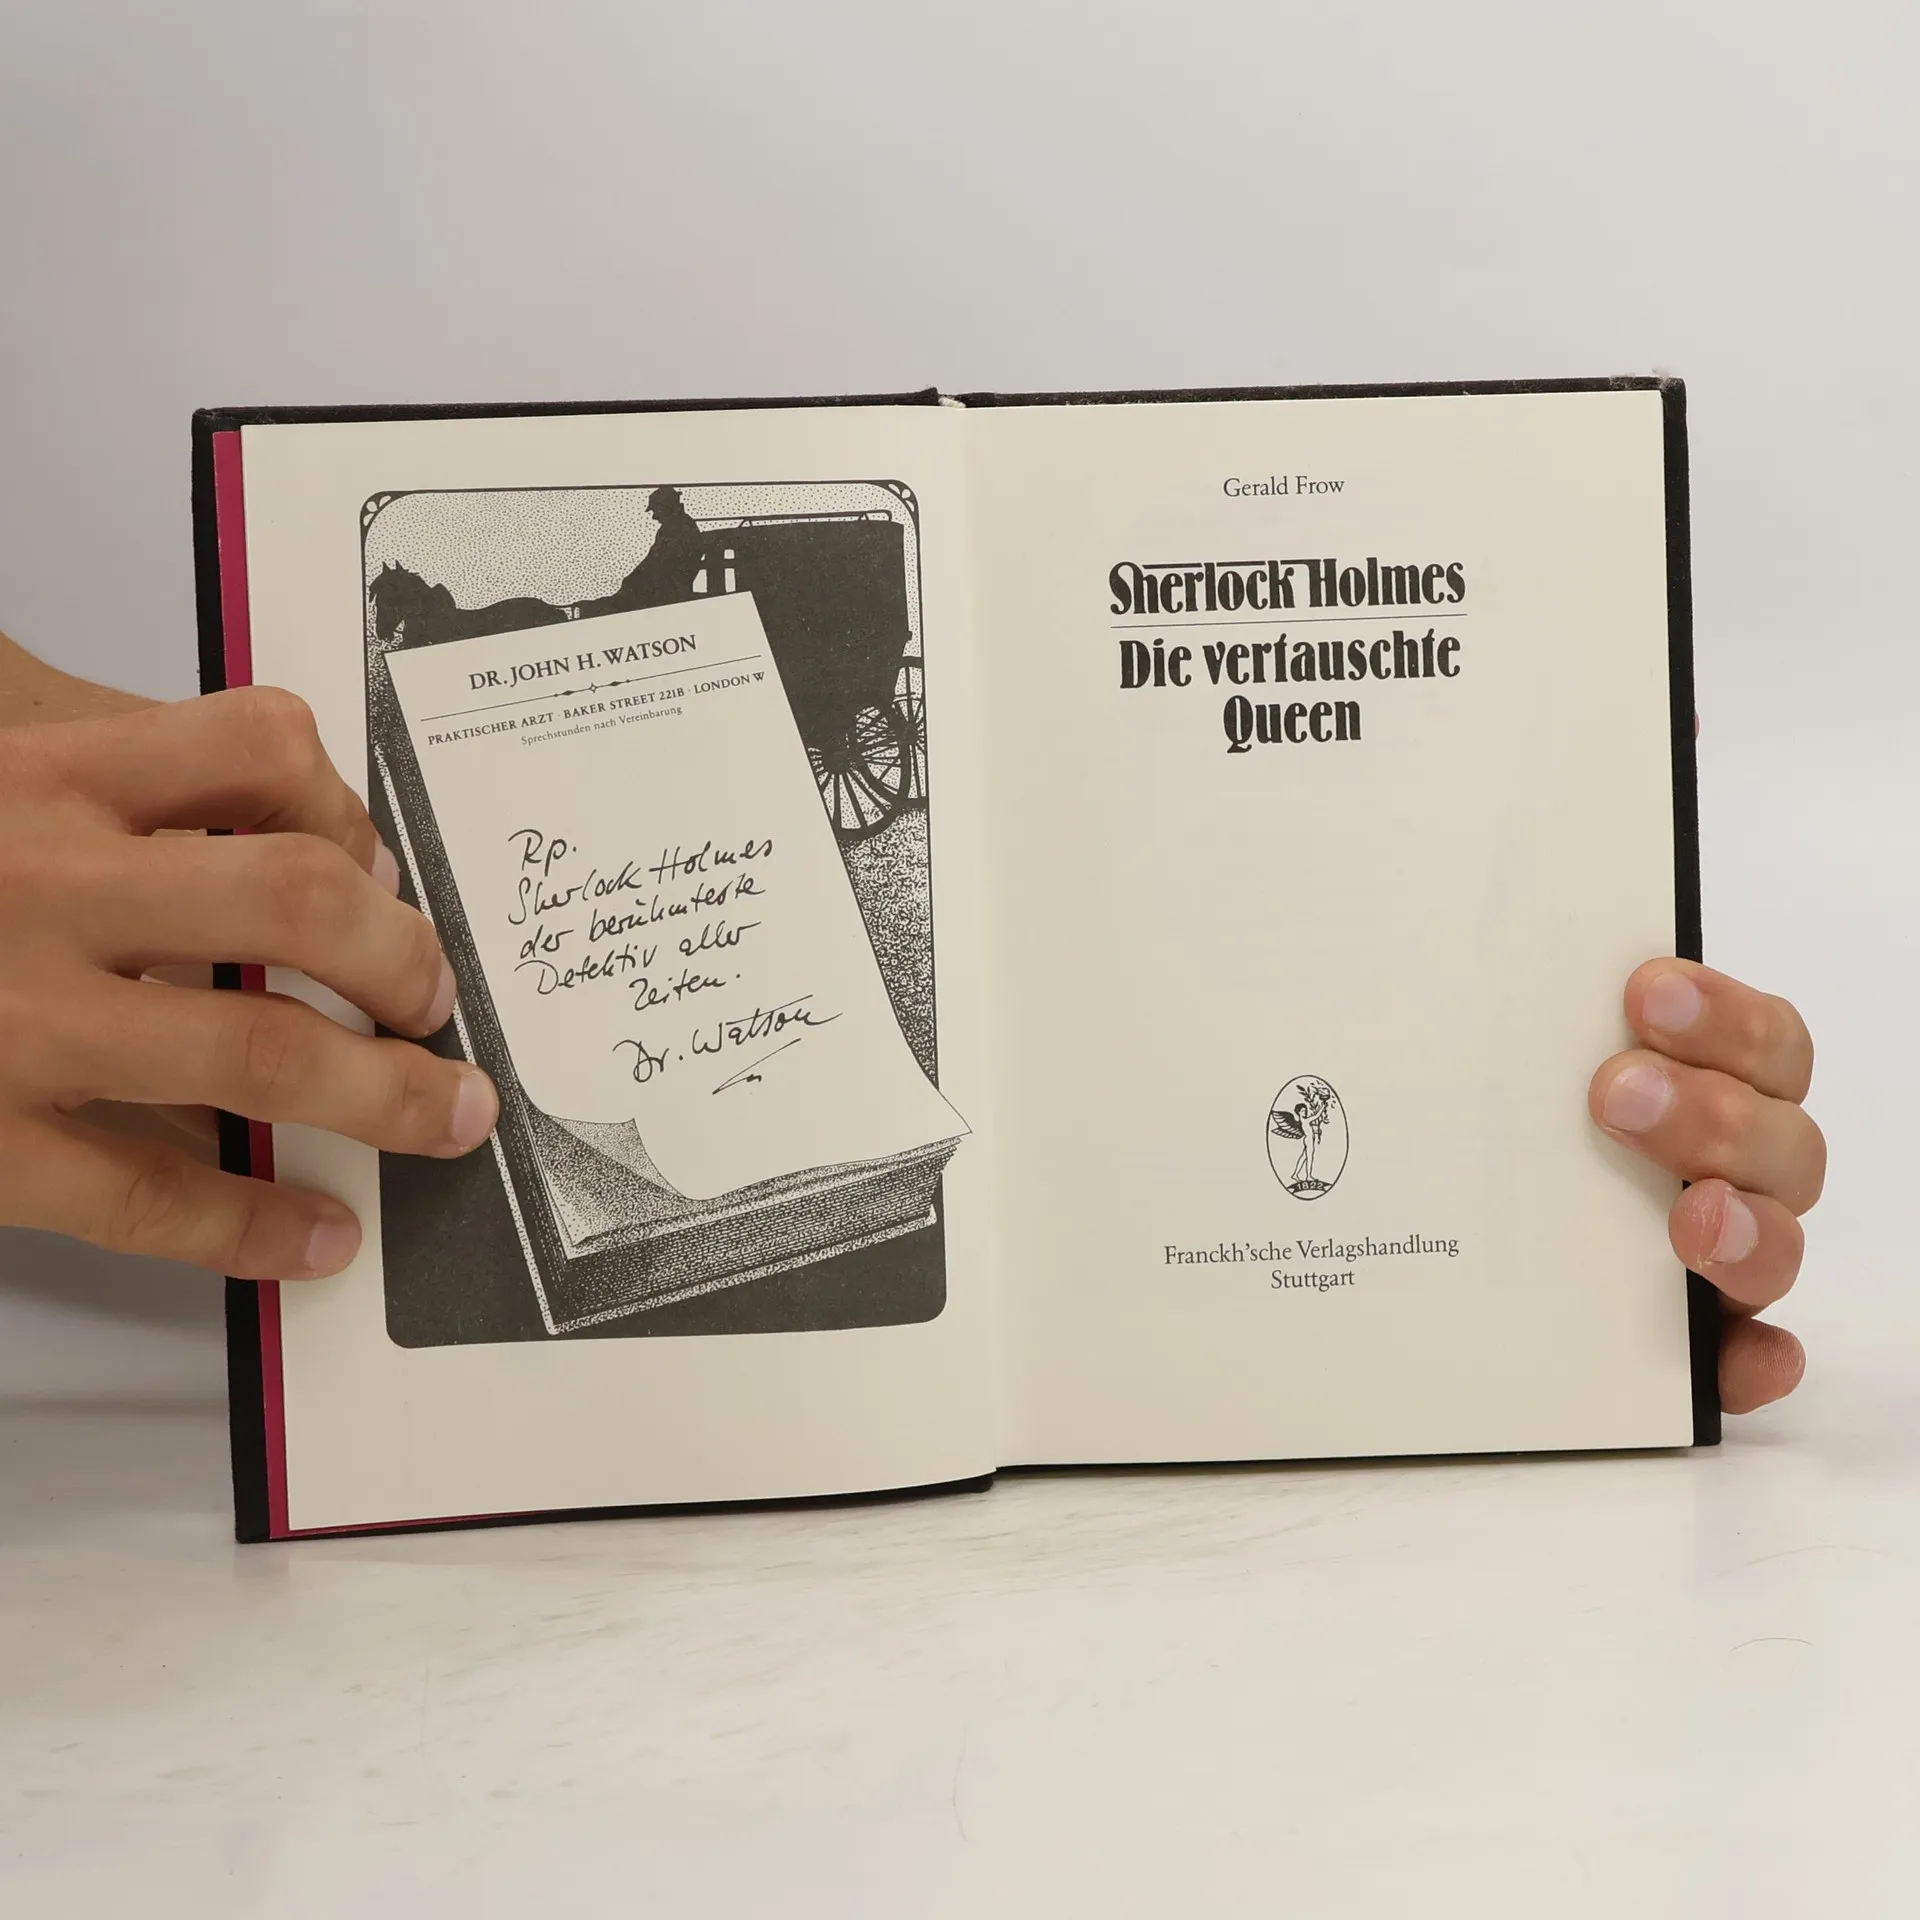 DR. JOHN H. WATSON
PRAKTISCHER ARZT · BAKER STREET 221B · LONDON W
Sprechstunden nach Vereinbarung
Rp.
Sherlock Holmes
der berühmteste
Detektiv aller
Zeiten.
Dr. Watson
Gerald Frow
Sherlock Holmes
Die vertauschte
Queen
1822
Franckh'sche Verlagshandlung
Stuttgart